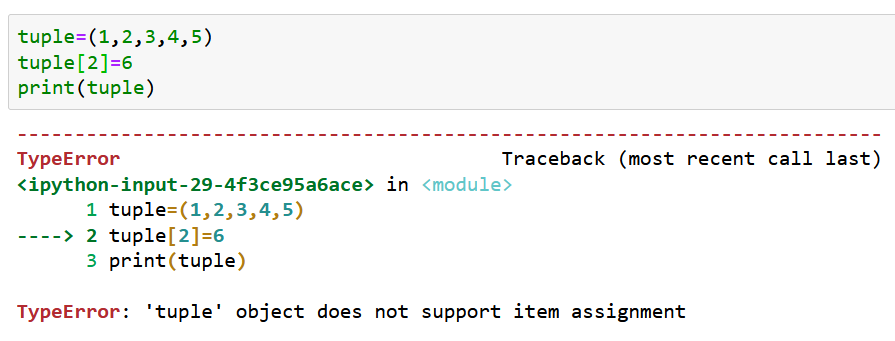 tuple=(1,2,3,4,5)
tuple[2]=6
print(tuple)
---------------------------------------------------------------------------
TypeError                                 Traceback (most recent call last)
<ipython-input-29-4f3ce95a6ace> in <module>
      1 tuple=(1,2,3,4,5)
----> 2 tuple[2]=6
      3 print(tuple)
TypeError: 'tuple' object does not support item assignment